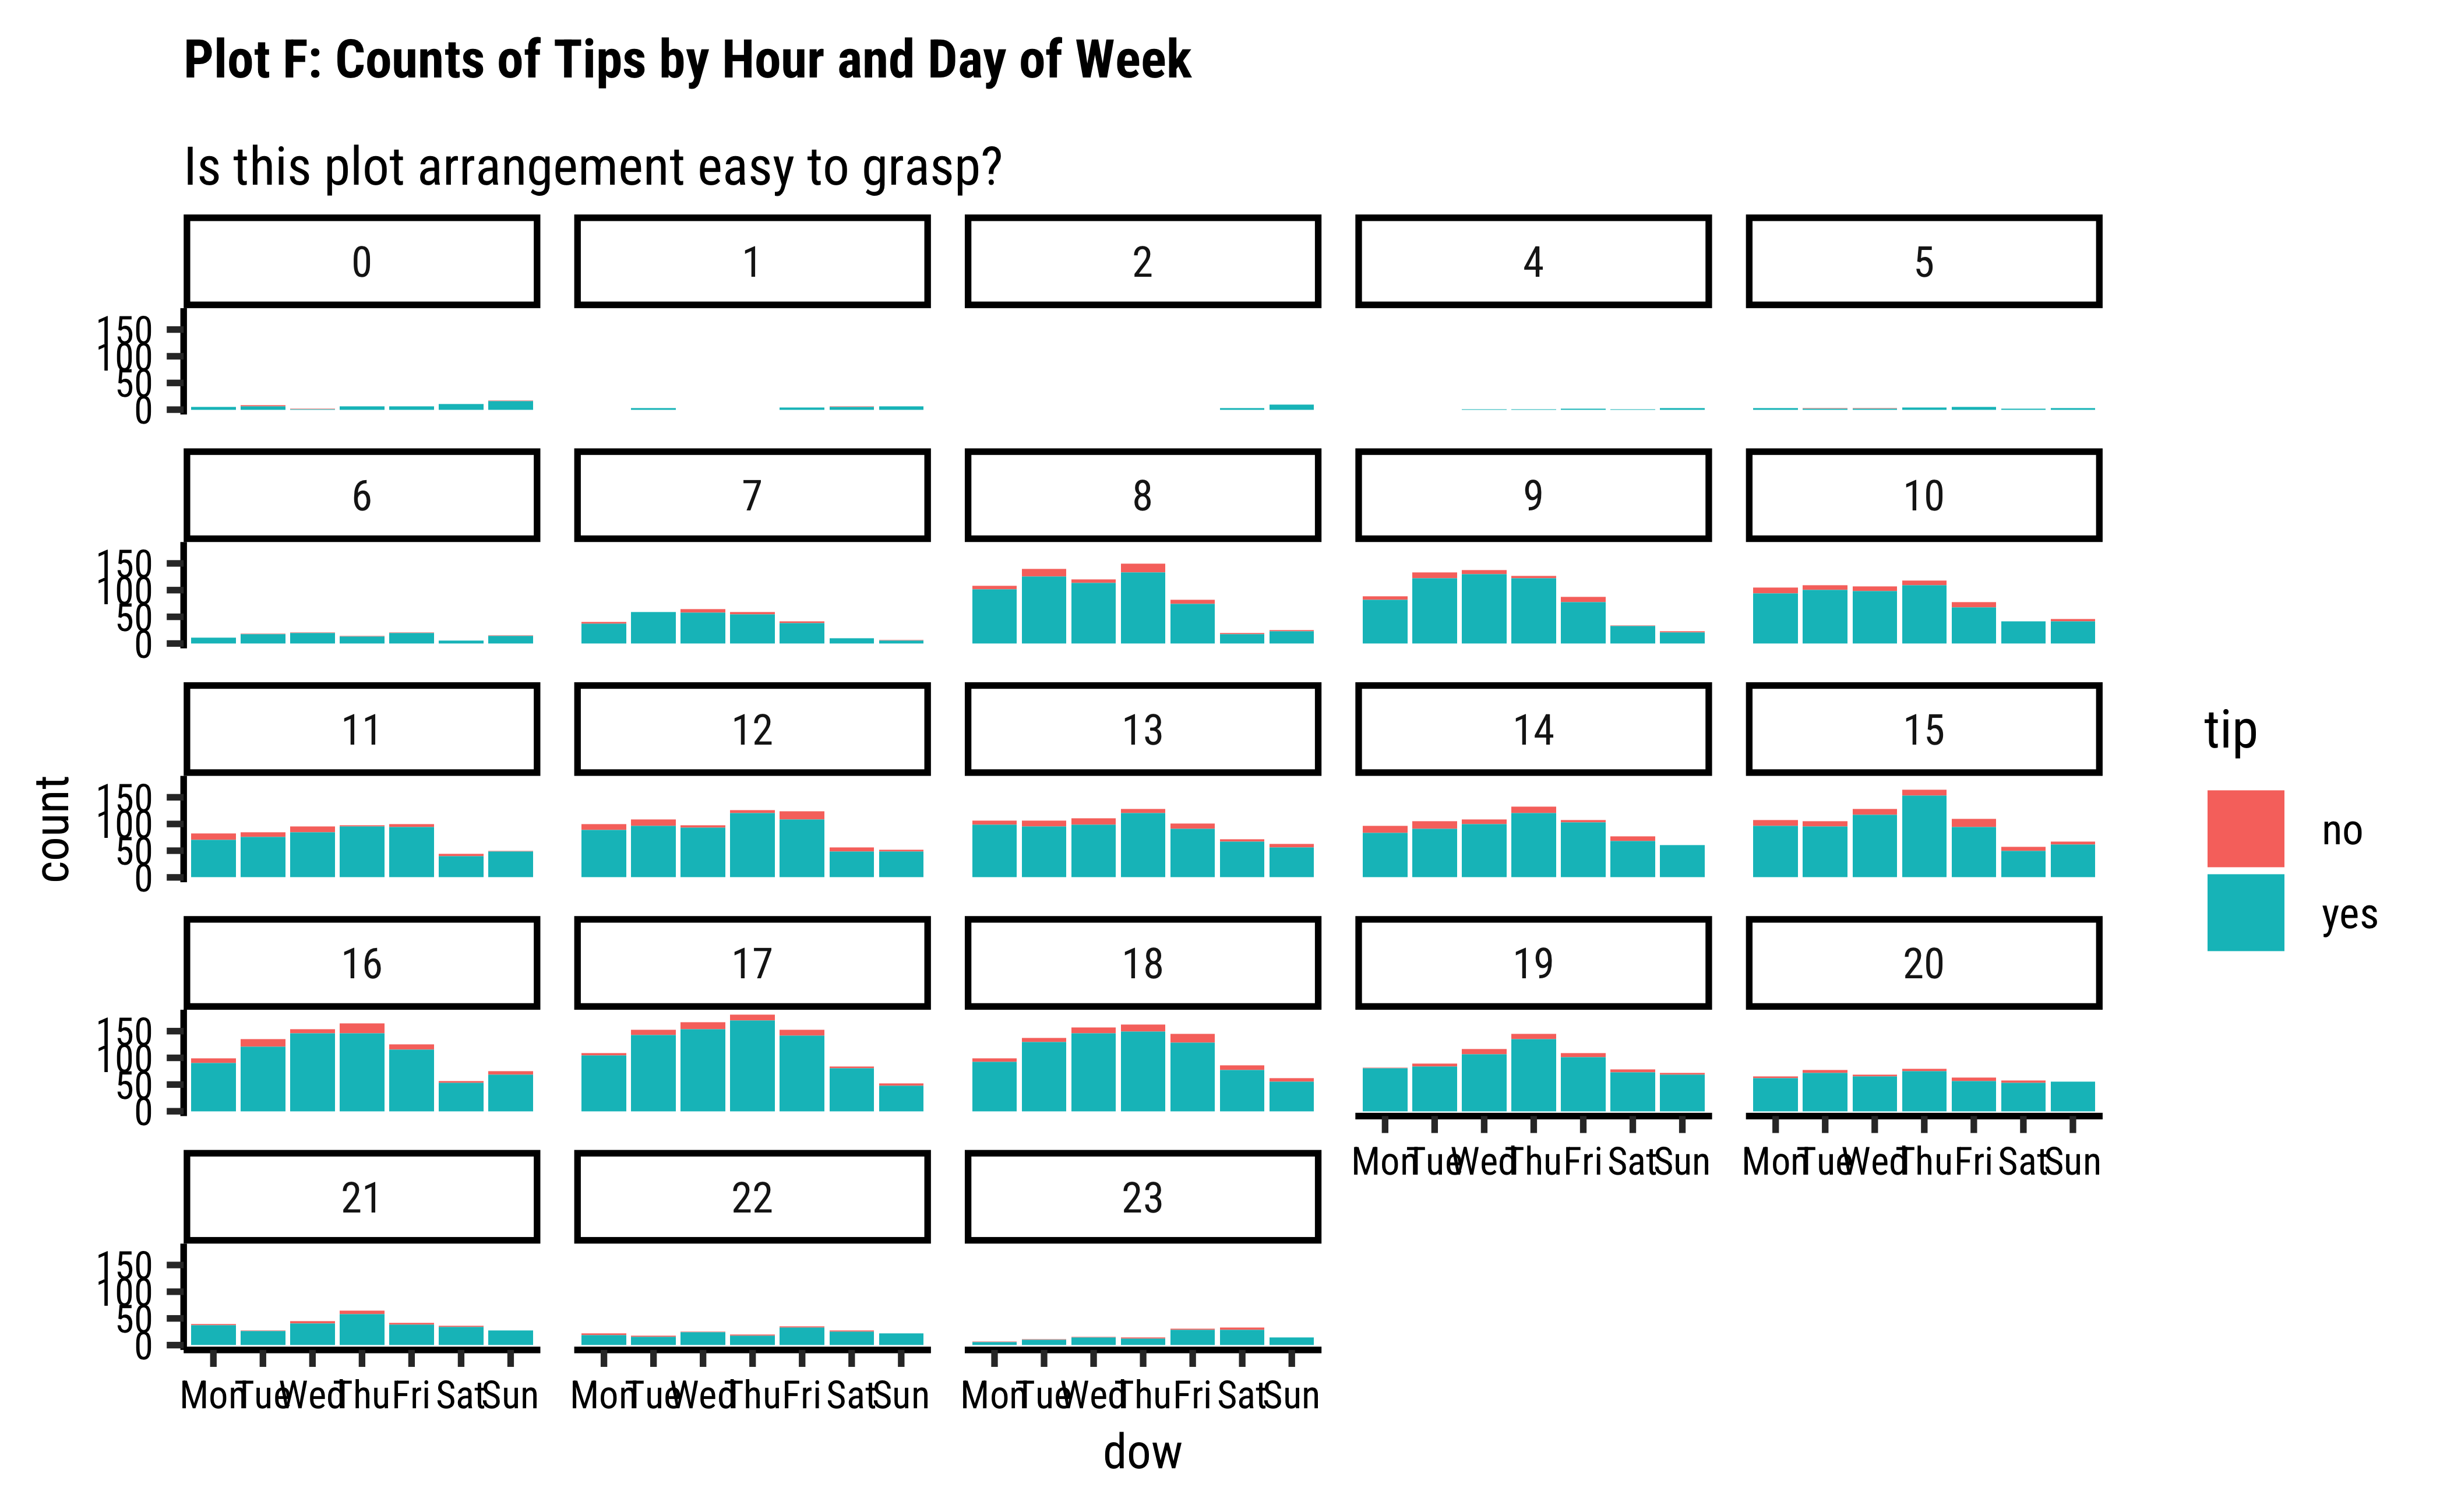 Plot F: Counts of Tips by Hour and Day of Week
Is this plot arrangement easy to grasp?
0 1 2 4 5
150
100
50
0
6 7 8 9 10
150
100
50
0
11 12 13 14 15
150
100
50
0
16 17 18 19 20
150
100
50
0
Mon Tue Wed Thu Fri Sat Sun Mon Tue Wed Thu Fri Sat Sun
21 22 23
150
100
50
0
Mon Tue Wed Thu Fri Sat Sun Mon Tue Wed Thu Fri Sat Sun Mon Tue Wed Thu Fri Sat Sun
dow
count
tip
no
yes